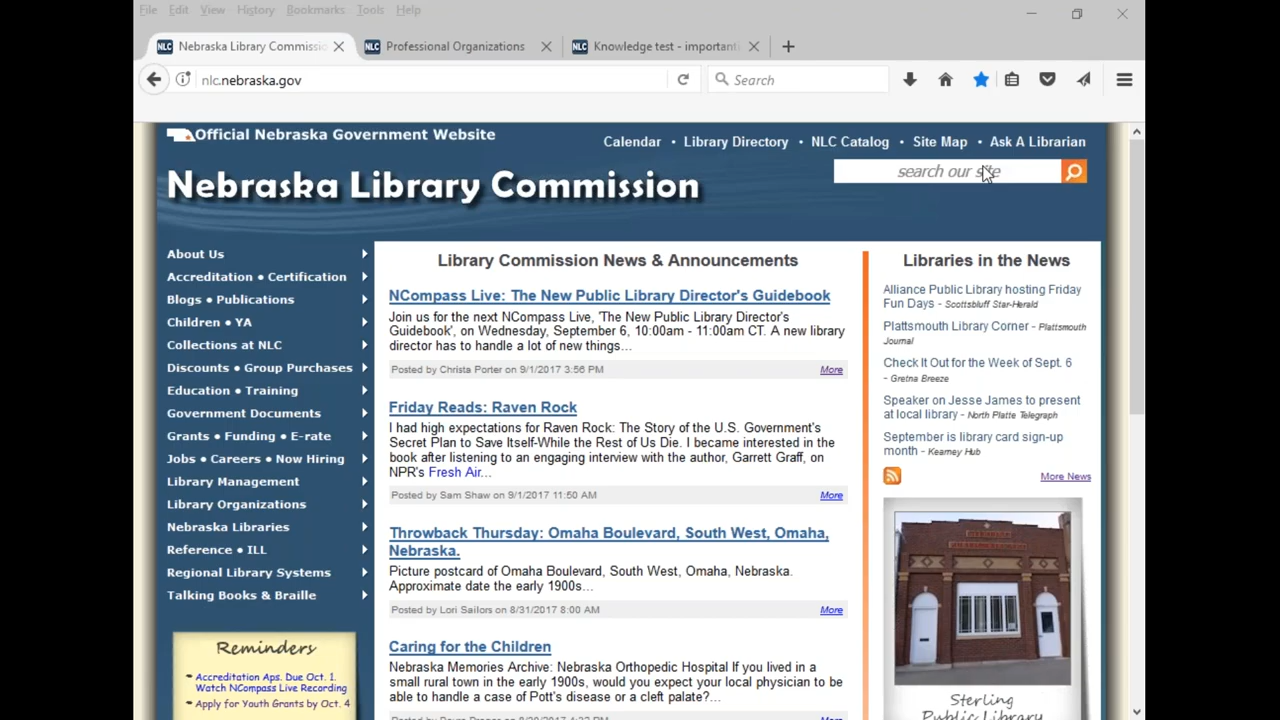 File Edit View History Bookmarks Tools Help
NLC Nebraska Library Commissio
NLC Professional Organizations
NLC Knowledge test - important
nlc.nebraska.gov
Search
Official Nebraska Government Website
Calendar • Library Directory • NLC Catalog • Site Map • Ask A Librarian
search our site
Nebraska Library Commission
About Us
Accreditation • Certification
Blogs • Publications
Children • YA
Collections at NLC
Discounts • Group Purchases
Education • Training
Government Documents
Grants • Funding • E-rate
Jobs • Careers • Now Hiring
Library Management
Library Organizations
Nebraska Libraries
Reference • ILL
Regional Library Systems
Talking Books & Braille
Reminders
Accreditation Aps. Due Oct. 1.
Watch NCompass Live Recording
Apply for Youth Grants by Oct. 4
Library Commission News & Announcements
NCompass Live: The New Public Library Director's Guidebook
Join us for the next NCompass Live, 'The New Public Library Director's
Guidebook', on Wednesday, September 6, 10:00am - 11:00am CT. A new library
director has to handle a lot of new things...
Posted by Christa Porter on 9/1/2017 3:56 PM
More
Friday Reads: Raven Rock
I had high expectations for Raven Rock: The Story of the U.S. Government's
Secret Plan to Save Itself-While the Rest of Us Die. I became interested in the
book after listening to an engaging interview with the author, Garrett Graff, on
NPR's Fresh Air...
Posted by Sam Shaw on 9/1/2017 11:50 AM
More
Throwback Thursday: Omaha Boulevard, South West, Omaha,
Nebraska.
Picture postcard of Omaha Boulevard, South West, Omaha, Nebraska.
Approximate date the early 1900s...
Posted by Lori Sailors on 8/31/2017 8:00 AM
More
Caring for the Children
Nebraska Memories Archive: Nebraska Orthopedic Hospital If you lived in a
small rural town in the early 1900s, would you expect your local physician to be
able to handle a case of Pott's disease or a cleft palate?...
Libraries in the News
Alliance Public Library hosting Friday
Fun Days - Scottsbluff Star-Herald
Plattsmouth Library Corner - Plattsmouth
Journal
Check It Out for the Week of Sept. 6
- Gretna Breeze
Speaker on Jesse James to present
at local library - North Platte Telegraph
September is library card sign-up
month - Kearney Hub
More News
Sterling
Public Library